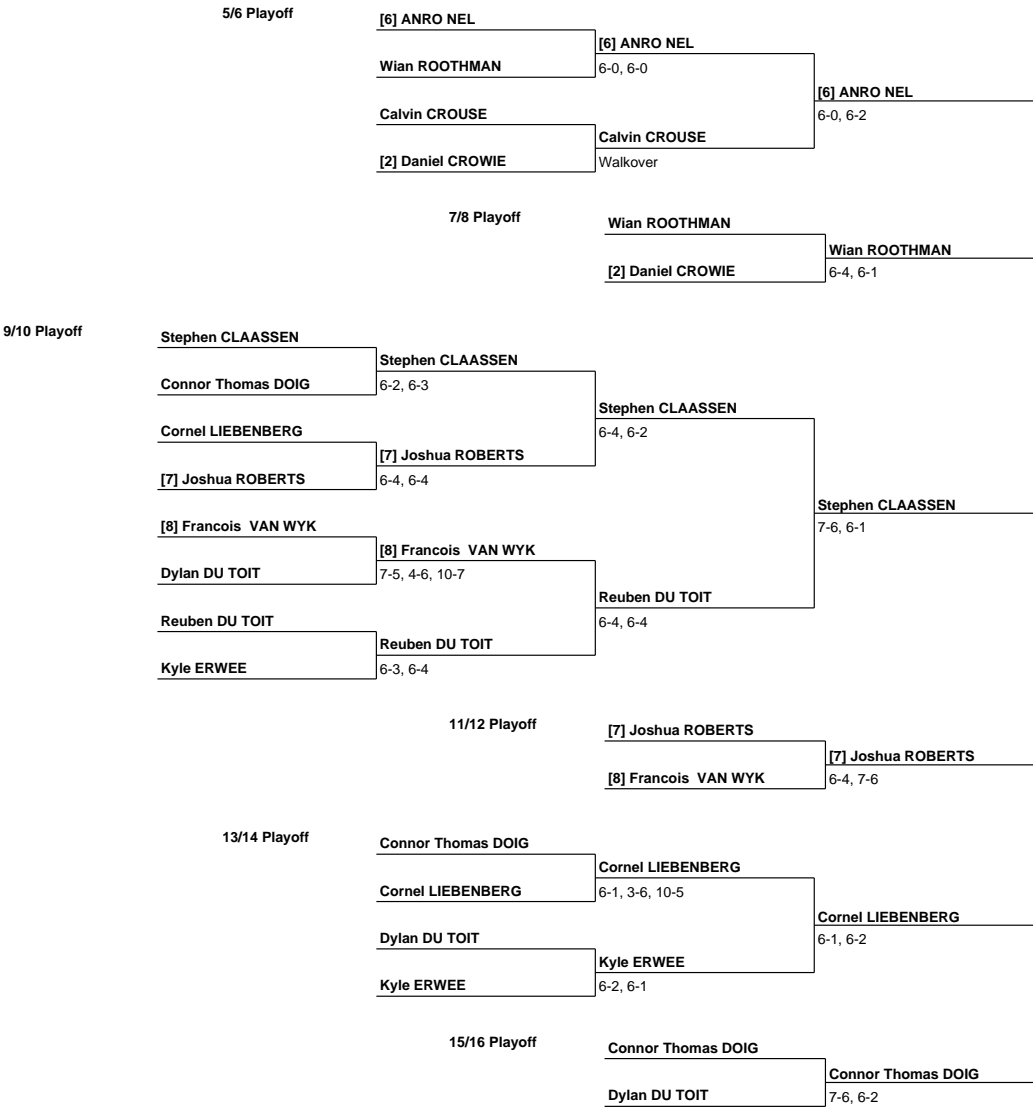 5/6 Playoff
[6] ANRO NEL
[6] ANRO NEL
Wian ROOTHMAN
6-0, 6-0
[6] ANRO NEL
Calvin CROUSE
6-0, 6-2
Calvin CROUSE
[2] Daniel CROWIE
Walkover
7/8 Playoff
Wian ROOTHMAN
Wian ROOTHMAN
[2] Daniel CROWIE
6-4, 6-1
9/10 Playoff
Stephen CLAASSEN
Stephen CLAASSEN
Connor Thomas DOIG
6-2, 6-3
Stephen CLAASSEN
Cornel LIEBENBERG
6-4, 6-2
[7] Joshua ROBERTS
[7] Joshua ROBERTS
6-4, 6-4
Stephen CLAASSEN
[8] Francois  VAN WYK
7-6, 6-1
[8] Francois  VAN WYK
Dylan DU TOIT
7-5, 4-6, 10-7
Reuben DU TOIT
Reuben DU TOIT
6-4, 6-4
Reuben DU TOIT
Kyle ERWEE
6-3, 6-4
11/12 Playoff
[7] Joshua ROBERTS
[7] Joshua ROBERTS
[8] Francois  VAN WYK
6-4, 7-6
13/14 Playoff
Connor Thomas DOIG
Cornel LIEBENBERG
Cornel LIEBENBERG
6-1, 3-6, 10-5
Cornel LIEBENBERG
Dylan DU TOIT
6-1, 6-2
Kyle ERWEE
Kyle ERWEE
6-2, 6-1
15/16 Playoff
Connor Thomas DOIG
Connor Thomas DOIG
Dylan DU TOIT
7-6, 6-2